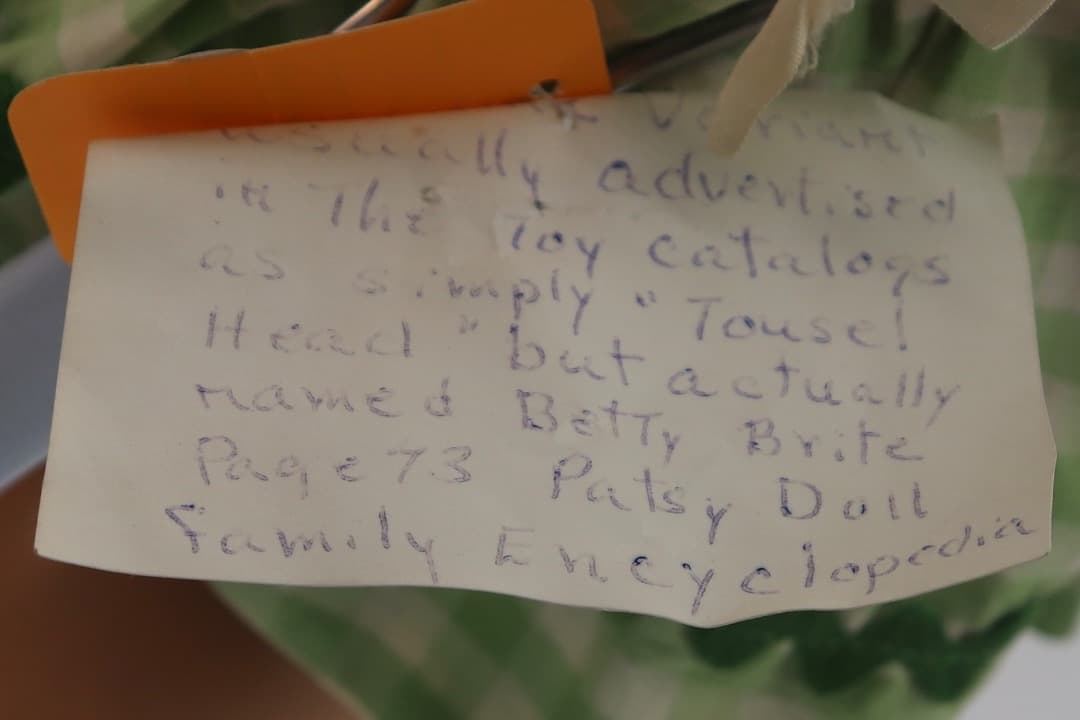 Variant
usually advertised
in The Toy catalogs
as simply "Tousel
Head" but actually
named Betty Brite
Page 73 Patsy Doll
Family Encyclopedia